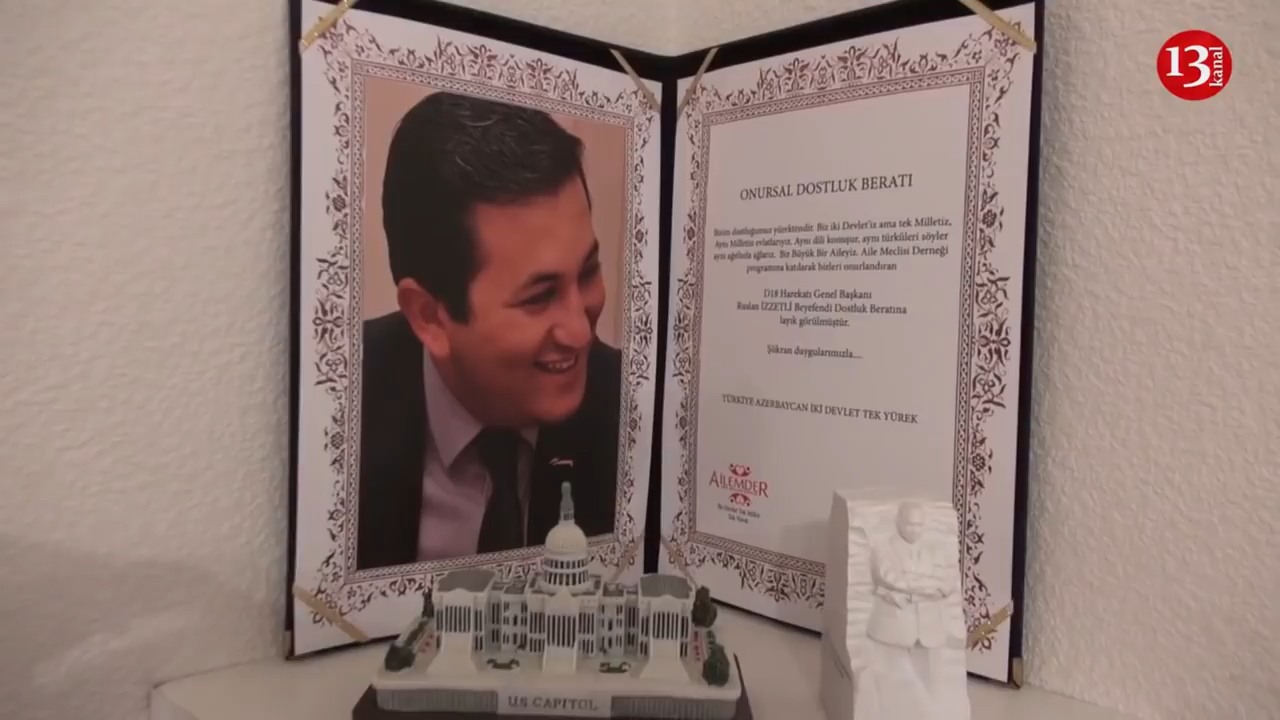 13
kanal
ONURSAL DOSTLUK BERATI
Bizim dostluğumuz yürektendir. Biz iki Devlet'iz ama tek Milletiz,
Aynı Milletin evlatlarıyız. Aynı dili konuşur, aynı türküleri söyler
aynı ağıtlarla ağlarız. Biz Büyük Bir Aileyiz. Aile Meclisi Derneği
programına katılarak bizleri onurlandıran
D18 Harekatı Genel Başkanı
Ruslan İZZETLİ Beyefendi Dostluk Beratına
layık görülmüştür.
Şükran duygularımızla....
TÜRKİYE AZERBAYCAN İKİ DEVLET TEK YÜREK
AİLEMDER
U.S. CAPITOL